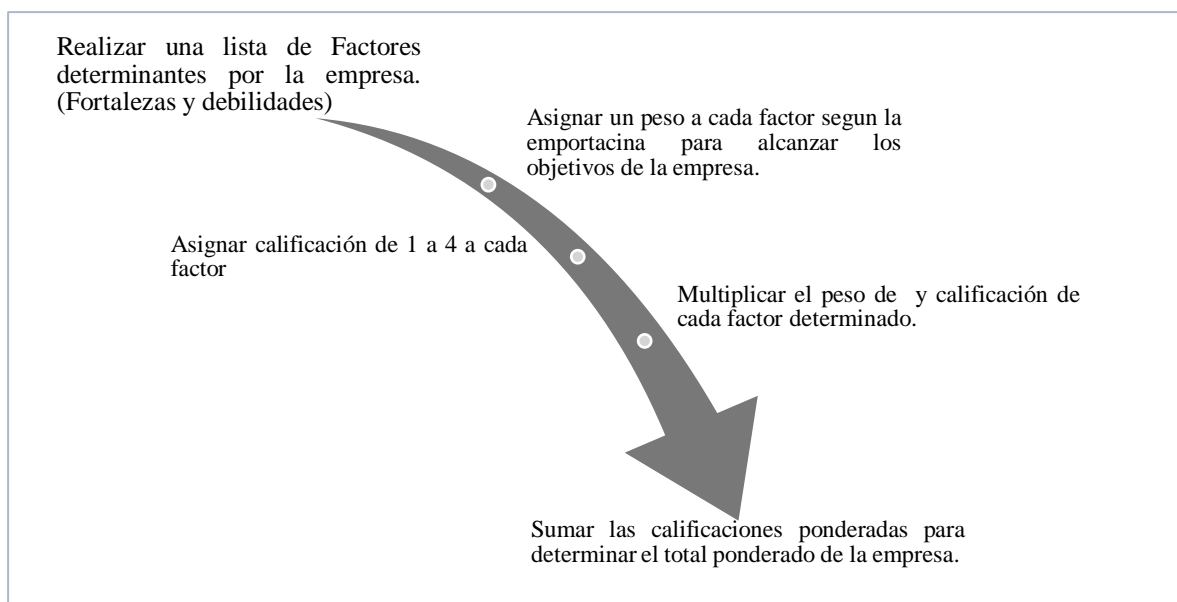 Realizar una lista de Factores
determinantes por la empresa.
(Fortalezas y debilidades)
Asignar un peso a cada factor segun la
emportacina para alcanzar los
objetivos de la empresa.
Asignar calificación de 1 a 4 a cada
factor
Multiplicar el peso de y calificación de
cada factor determinado.
Sumar las calificaciones ponderadas para
determinar el total ponderado de la empresa.